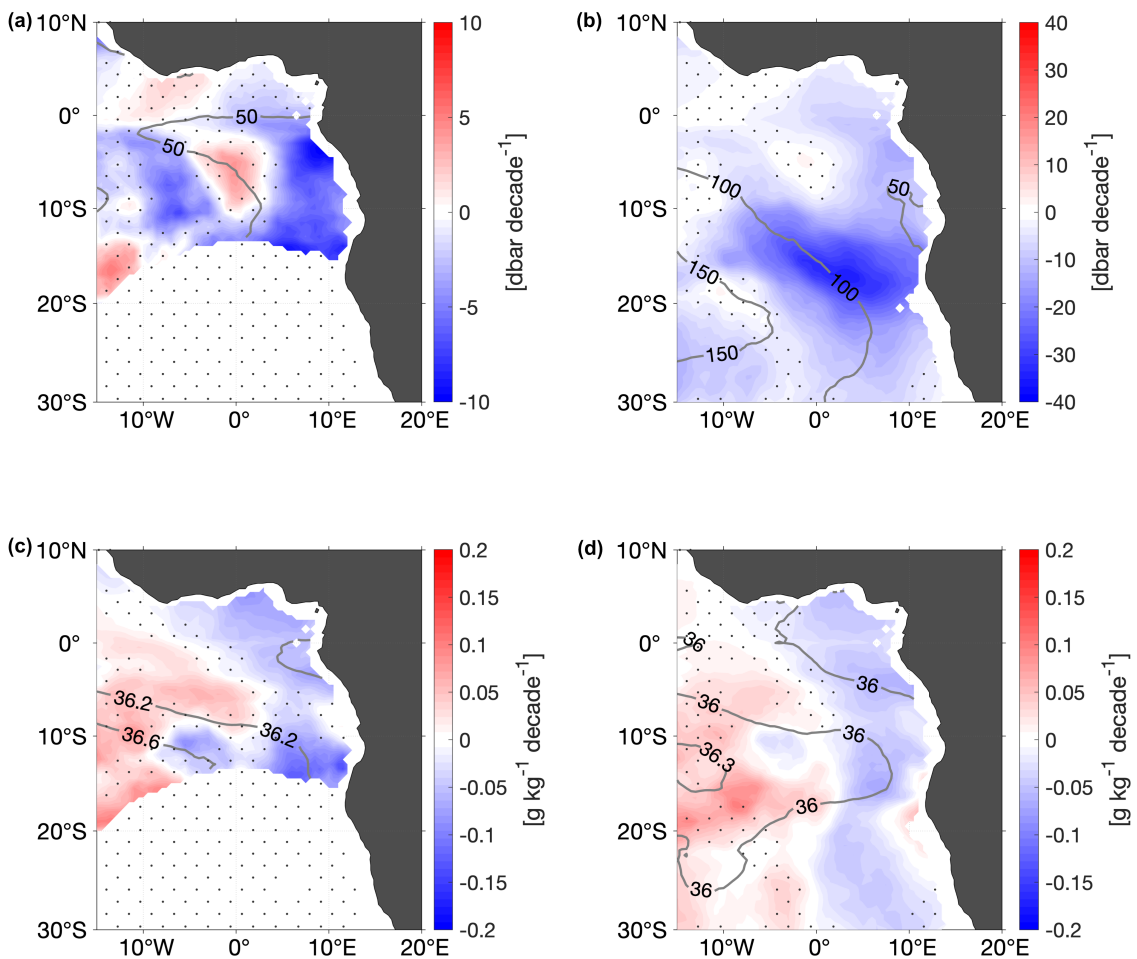 (a)
10°N
0°
10°S
20°S
30°S
10°W
0°
10°E
20°E
50
50
10
5
0
-5
-10
[dbar decade⁻¹]
(b)
10°N
0°
10°S
20°S
30°S
10°W
0°
10°E
20°E
100
50
150
100
150
40
30
20
10
0
-10
-20
-30
-40
[dbar decade⁻¹]
(c)
10°N
0°
10°S
20°S
30°S
10°W
0°
10°E
20°E
36.2
36.6
36.2
0.2
0.15
0.1
0.05
0
-0.05
-0.1
-0.15
-0.2
[g kg⁻¹ decade⁻¹]
(d)
10°N
0°
10°S
20°S
30°S
10°W
0°
10°E
20°E
36
36
36
36
36.3
36
36
0.2
0.15
0.1
0.05
0
-0.05
-0.1
-0.15
-0.2
[g kg⁻¹ decade⁻¹]